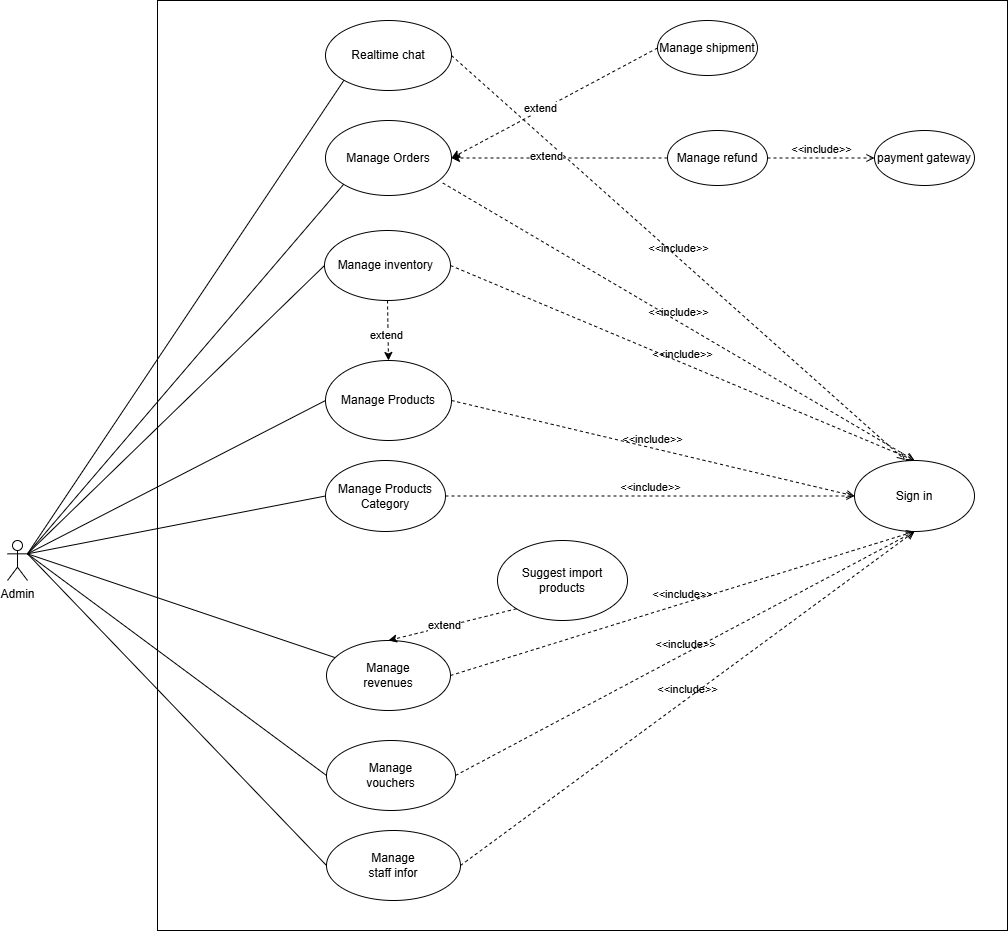 Realtime chat
Manage shipment
extend
Manage Orders
extend
Manage refund
<<include>>
payment gateway
<<include>>
Manage inventory
<<include>>
extend
<<include>>
Manage Products
<<include>>
Manage Products
Category
<<include>>
Sign in
Admin
Suggest import
products
<<include>>
extend
Manage
revenues
<<include>>
<<include>>
Manage
vouchers
Manage
staff infor